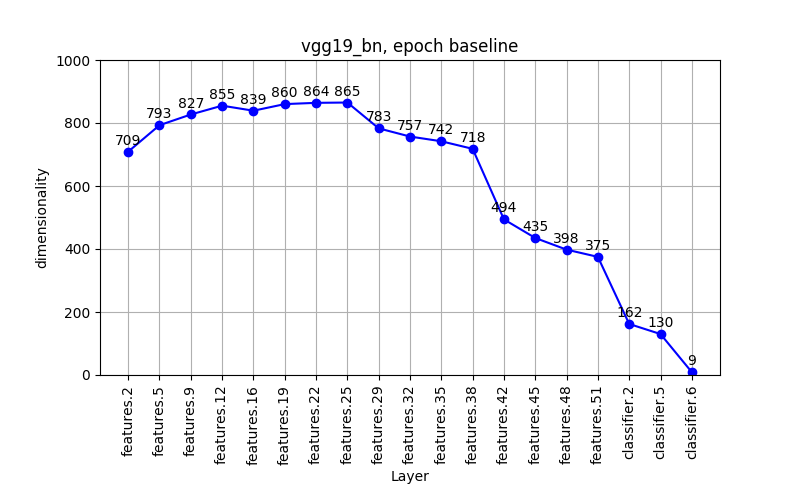 vgg19_bn, epoch baseline
1000
800
600
400
200
0
dimensionality
709
793
827
855
839
860
864
865
783
757
742
718
494
435
398
375
162
130
9
features.2
features.5
features.9
features.12
features.16
features.19
features.22
features.25
features.29
features.32
features.35
features.38
features.42
features.45
features.48
features.51
classifier.2
classifier.5
classifier.6
Layer